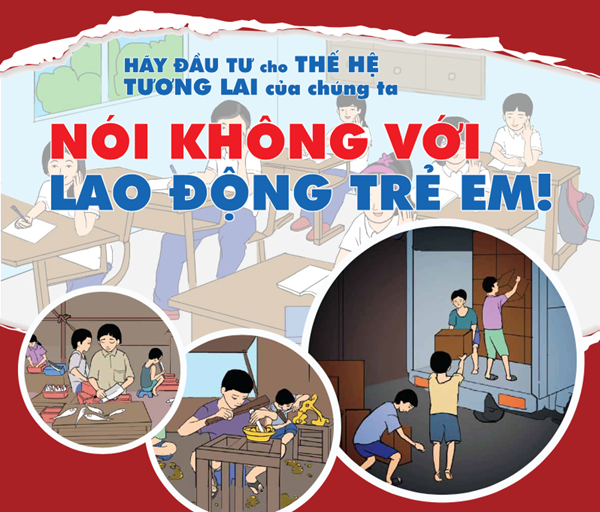 HÃY ĐẦU TƯ cho THẾ HỆ
TƯƠNG LAI của chúng ta
NÓI KHÔNG VỚI
LAO ĐỘNG TRẺ EM!